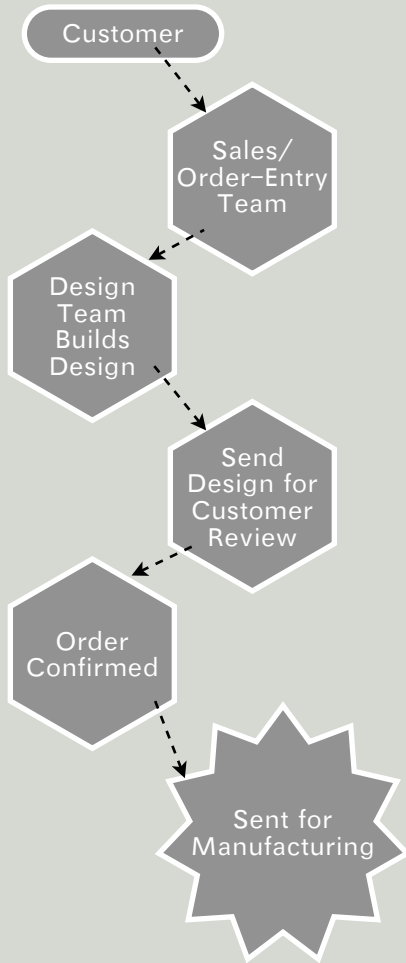 Customer
Sales/
Order-Entry
Team
Design
Team
Builds
Design
Send
Design for
Customer
Review
Order
Confirmed
Sent for
Manufacturing